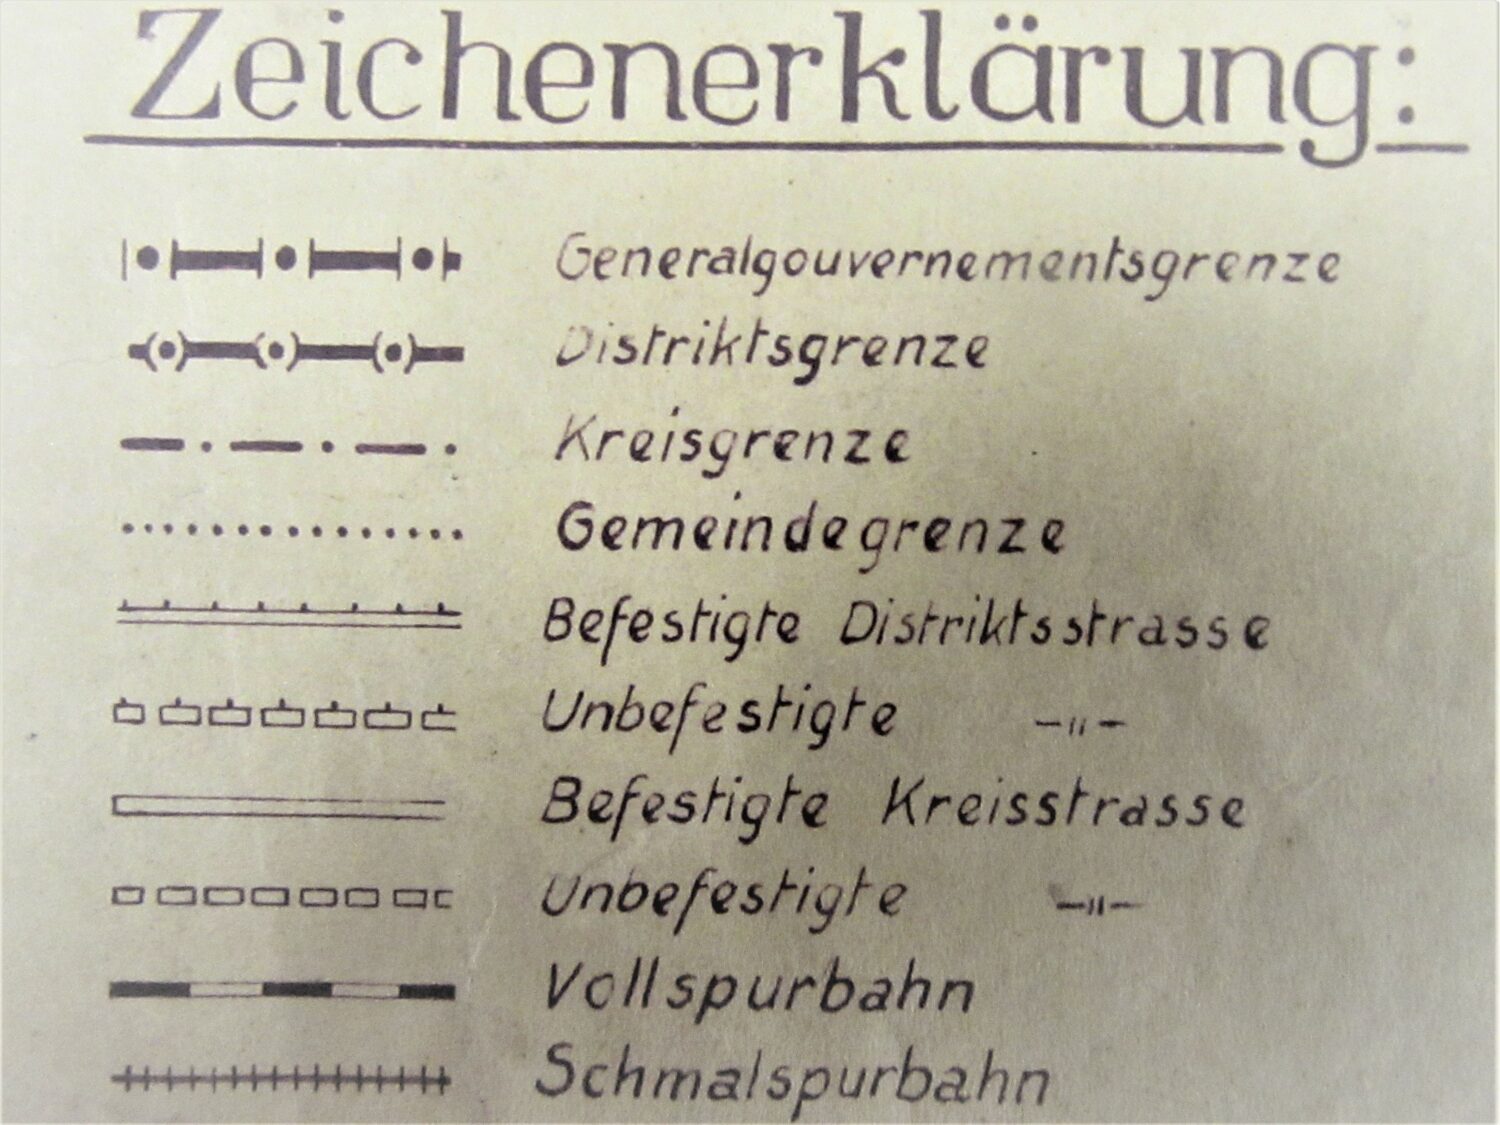 Zeichenerklärung:
Generalgouvernementsgrenze
Distriktsgrenze
Kreisgrenze
Gemeindegrenze
Befestigte Distriktsstrasse
Unbefestigte –"–
Befestigte Kreisstrasse
Unbefestigte –"–
Vollspurbahn
Schmalspurbahn